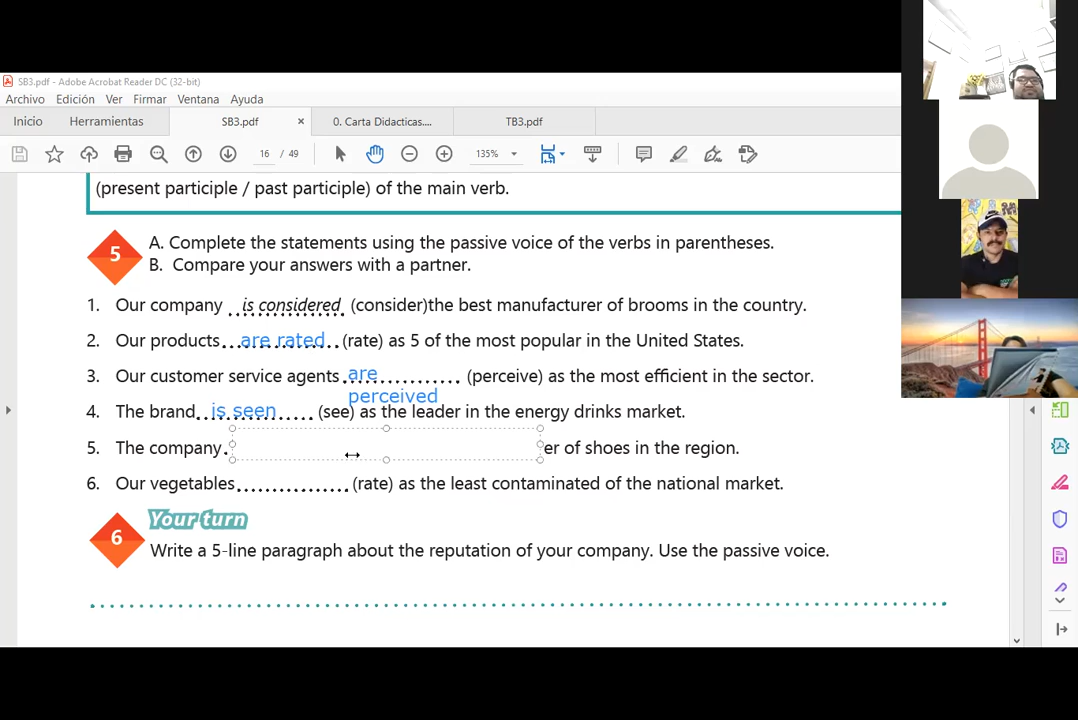 SB3.pdf - Adobe Acrobat Reader DC (32-bit)
Archivo Edición Ver Firmar Ventana Ayuda
Inicio Herramientas SB3.pdf × 0. Carta Didacticas.... TB3.pdf
16 / 49 135%
(present participle / past participle) of the main verb.
5 A. Complete the statements using the passive voice of the verbs in parentheses.
B. Compare your answers with a partner.
1. Our company is considered (consider)the best manufacturer of brooms in the country.
2. Our products...are rated...(rate) as 5 of the most popular in the United States.
3. Our customer service agents are perceived (perceive) as the most efficient in the sector.
4. The brand..is seen.....(see) as the leader in the energy drinks market.
5. The company. er of shoes in the region.
6. Our vegetables................(rate) as the least contaminated of the national market.
Your turn
6 Write a 5-line paragraph about the reputation of your company. Use the passive voice.